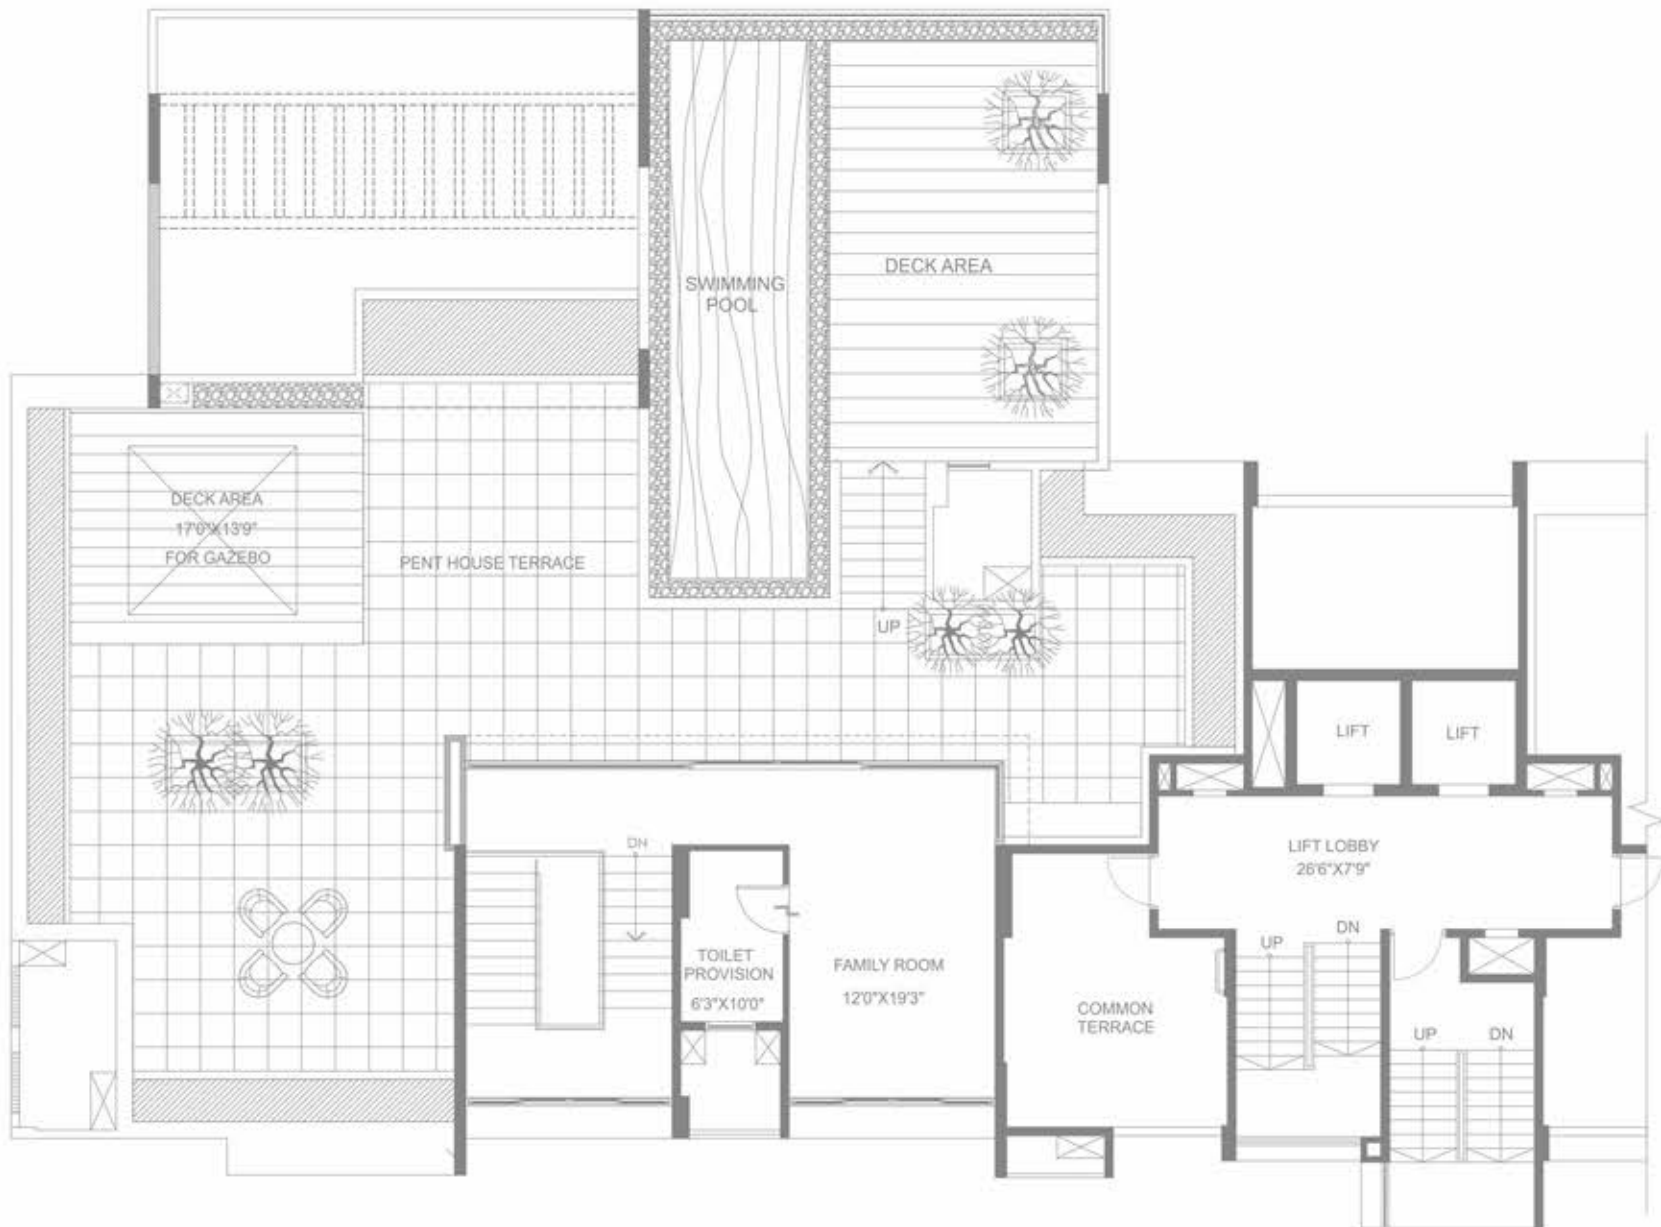 SWIMMING
POOL
DECK AREA
DECK AREA
17'0"X13'9"
FOR GAZEBO
PENT HOUSE TERRACE
UP
LIFT
LIFT
LIFT LOBBY
26'6"X7'9"
DN
TOILET
PROVISION
6'3"X10'0"
FAMILY ROOM
12'0"X19'3"
COMMON
TERRACE
UP
DN
UP
DN